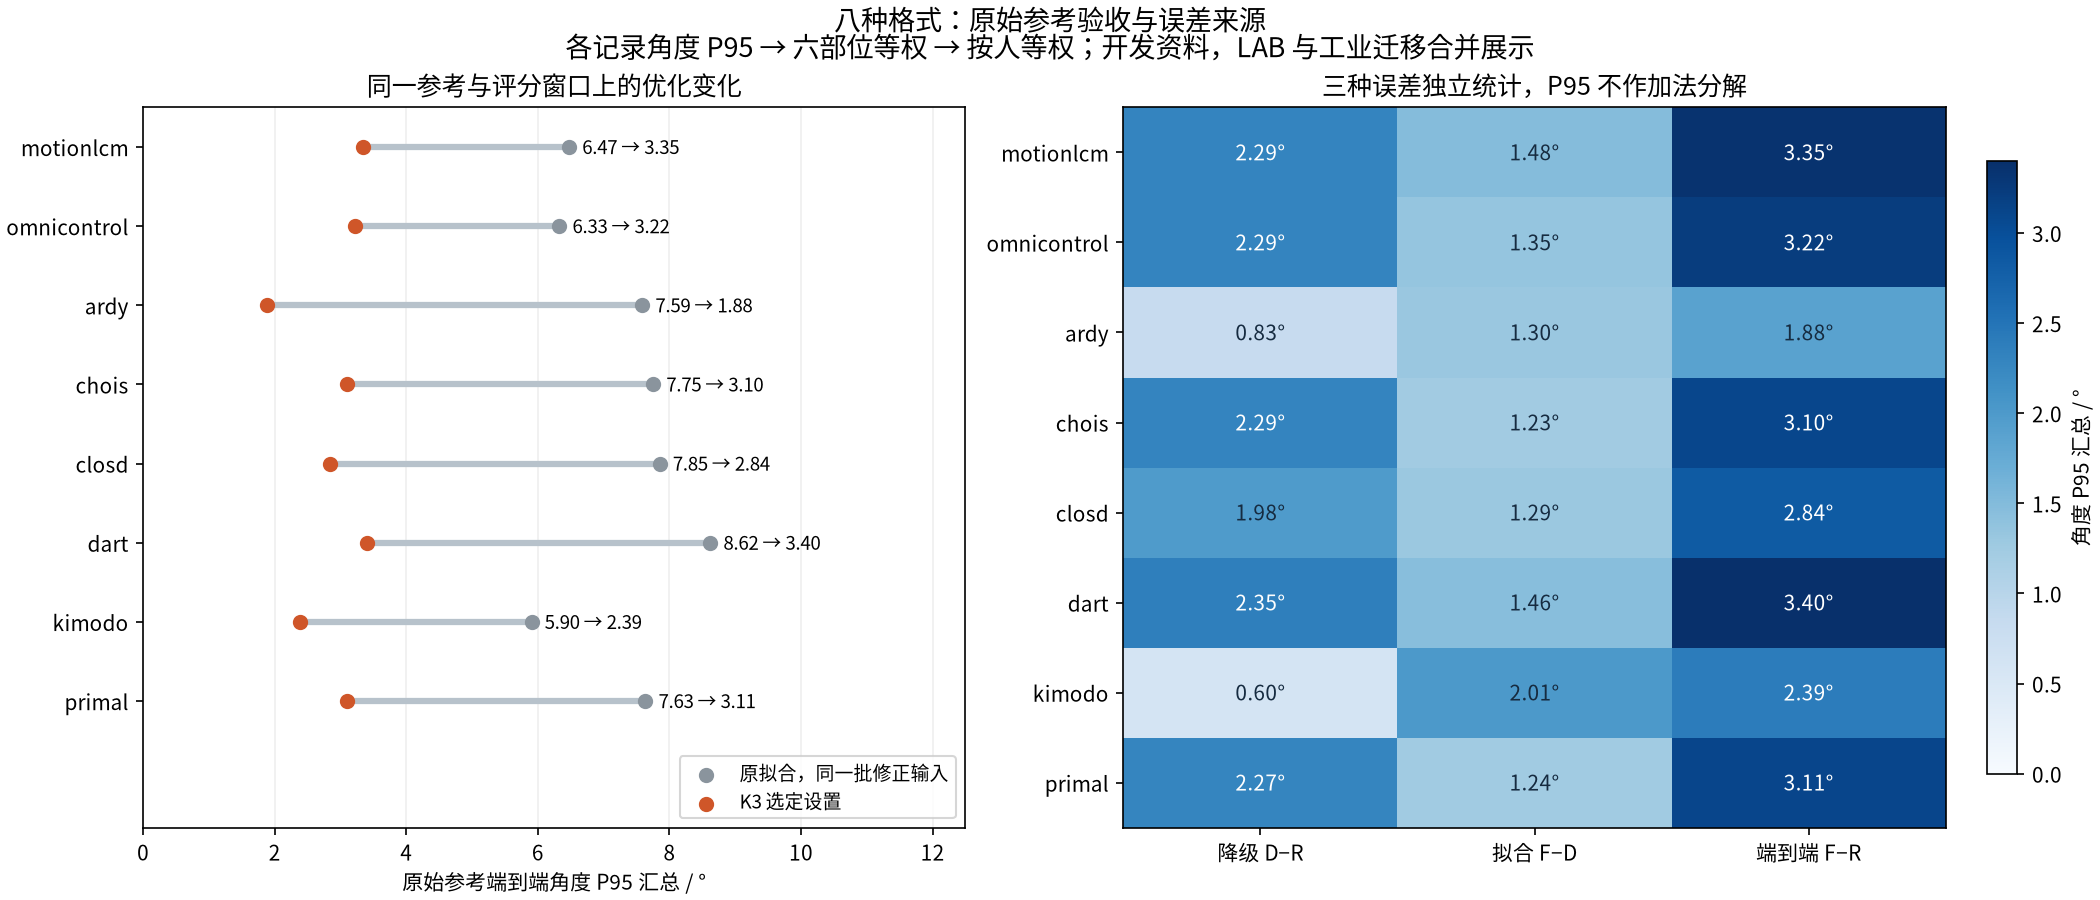 八种格式：原始参考验收与误差来源
各记录角度 P95 → 六部位等权 → 按人等权；开发资料，LAB 与工业迁移合并展示
同一参考与评分窗口上的优化变化
motionlcm
6.47 → 3.35
omnicontrol
6.33 → 3.22
ardy
7.59 → 1.88
chois
7.75 → 3.10
closd
7.85 → 2.84
dart
8.62 → 3.40
kimodo
5.90 → 2.39
primal
7.63 → 3.11
原拟合，同一批修正输入
K3 选定设置
0 2 4 6 8 10 12
原始参考端到端角度 P95 汇总 / °
三种误差独立统计，P95 不作加法分解
motionlcm 2.29° 1.48° 3.35°
omnicontrol 2.29° 1.35° 3.22°
ardy 0.83° 1.30° 1.88°
chois 2.29° 1.23° 3.10°
closd 1.98° 1.29° 2.84°
dart 2.35° 1.46° 3.40°
kimodo 0.60° 2.01° 2.39°
primal 2.27° 1.24° 3.11°
降级 D−R 拟合 F−D 端到端 F−R
3.0
2.5
2.0
1.5
1.0
0.5
0.0
角度 P95 汇总 / °